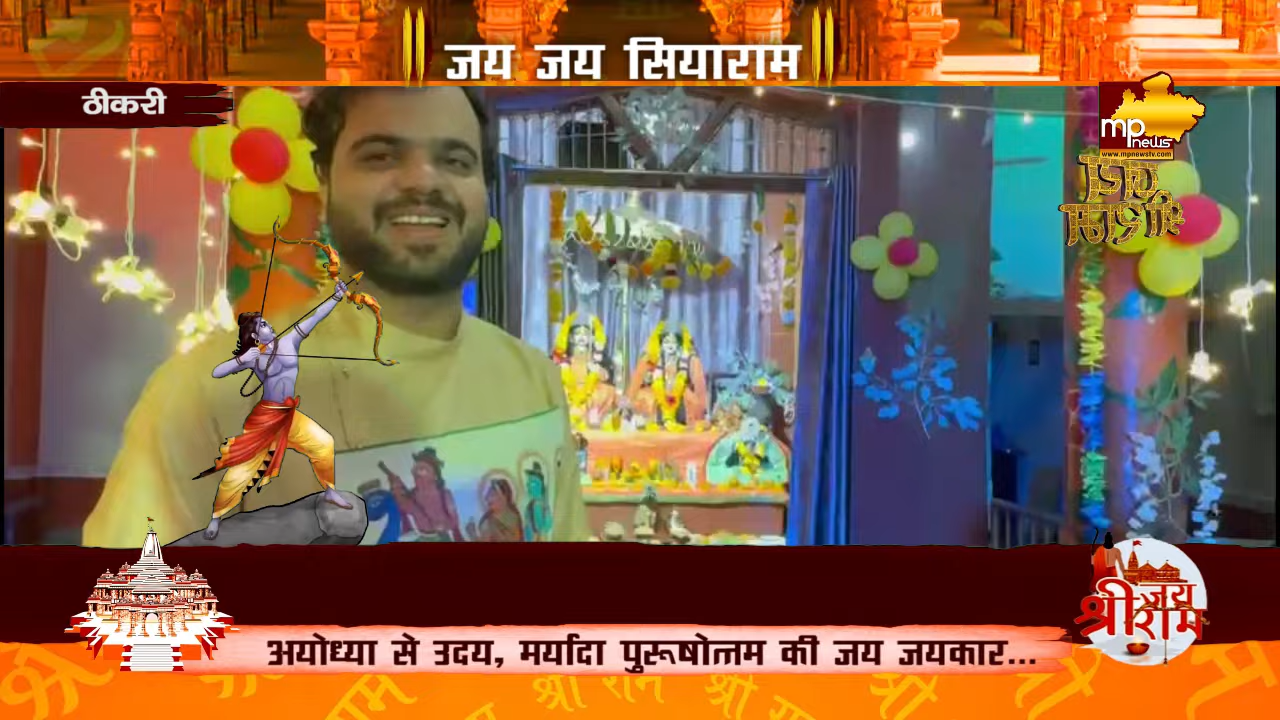 ॥ जय जय सियाराम ॥
ठीकरी
mp
news
www.mpnewstv.com
जय
श्री राम
अयोध्या से उदय, मर्यादा पुरूषोत्तम की जय जयकार...
श्री राम श्री